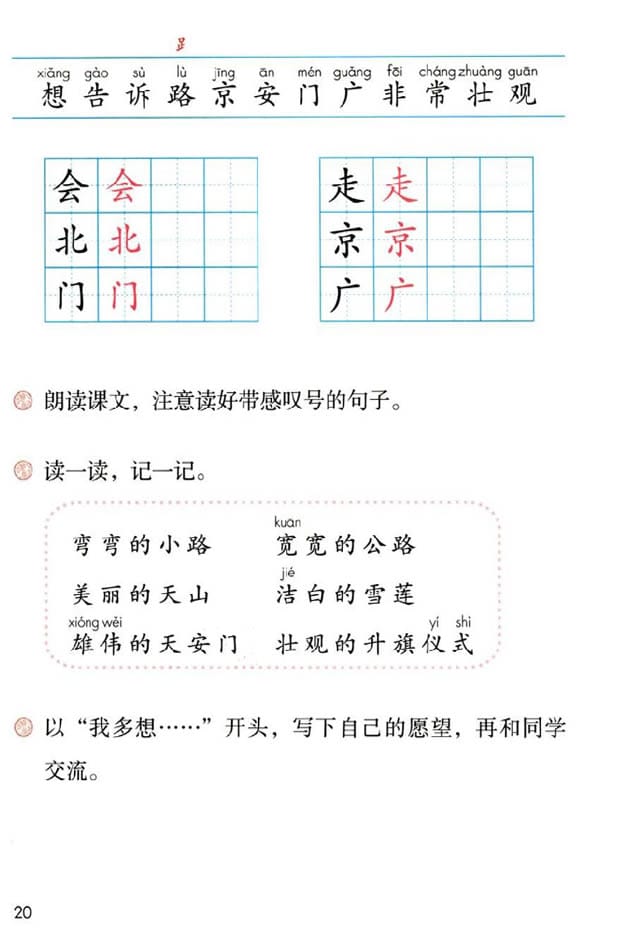 ⻊
xiǎng gào sù lù jīng ān mén guǎng fēi cháng zhuàng guān
想 告 诉 路 京 安 门 广 非 常 壮 观
会 会 走 走
北 北 京 京
门 门 广 广
朗读课文，注意读好带感叹号的句子。
读一读，记一记。
kuān
弯弯的小路 宽宽的公路
jié
美丽的天山 洁白的雪莲
xióng wěi yí shì
雄伟的天安门 壮观的升旗仪式
以“我多想……”开头，写下自己的愿望，再和同学
交流。
20